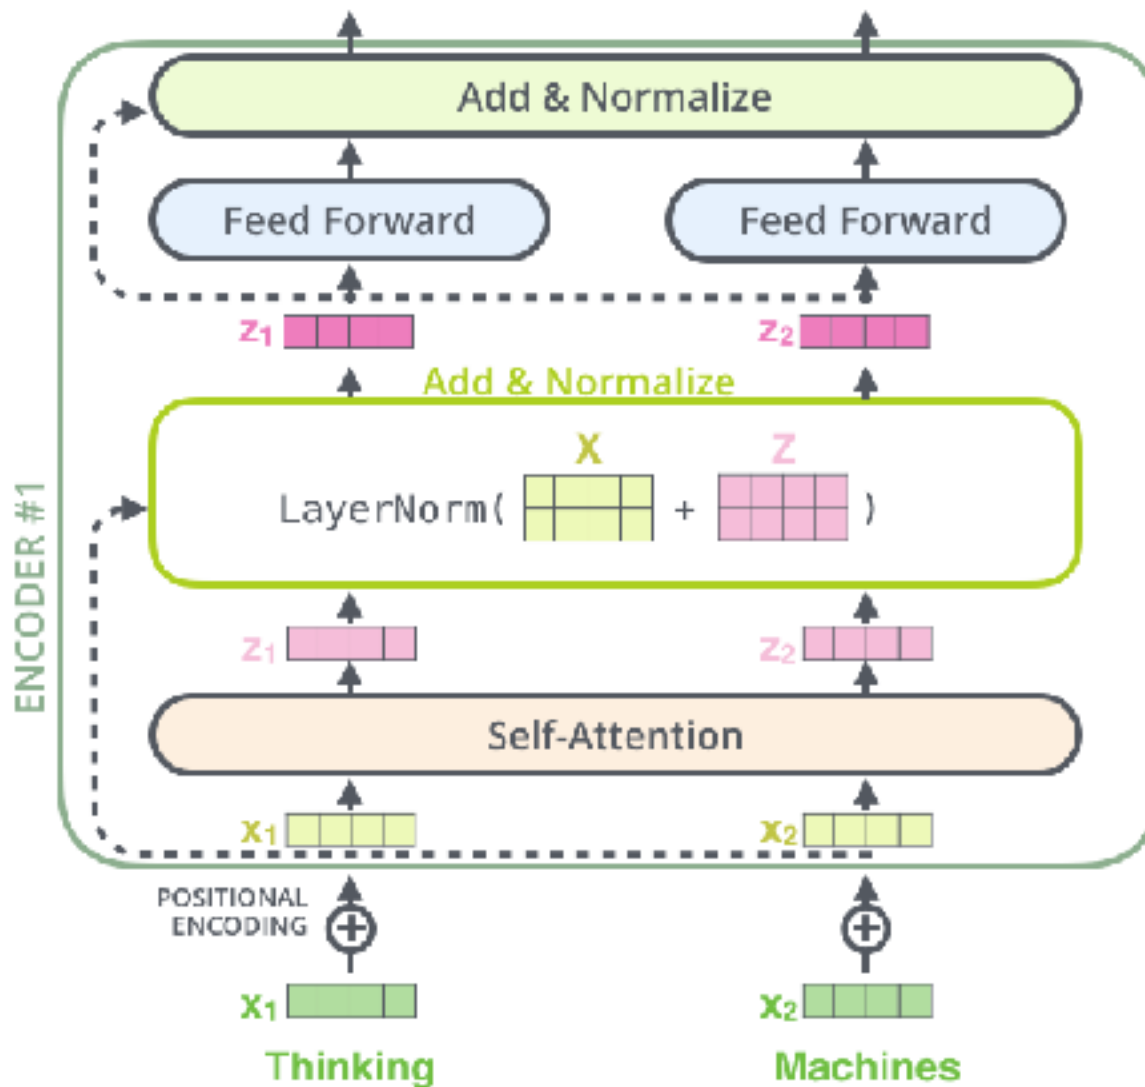 Add & Normalize
Feed Forward Feed Forward
z1 z2
Add & Normalize
X Z
LayerNorm( + )
ENCODER #1
z1 z2
Self-Attention
x1 x2
POSITIONAL
ENCODING
x1 x2
Thinking Machines